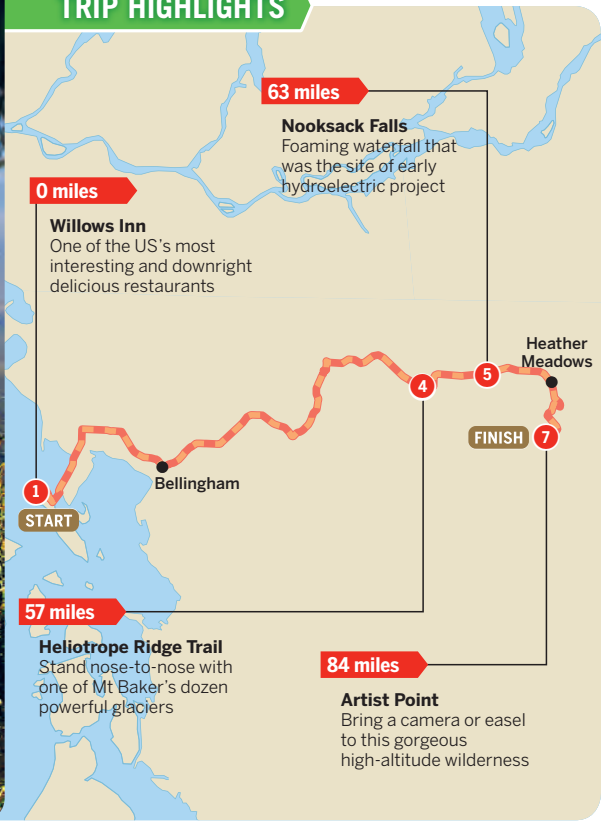 TRIP HIGHLIGHTS
63 miles
Nooksack Falls
Foaming waterfall that
was the site of early
hydroelectric project
0 miles
Willows Inn
One of the US's most
interesting and downright
delicious restaurants
Heather
Meadows
4
5
FINISH
7
Bellingham
1
START
57 miles
Heliotrope Ridge Trail
Stand nose-to-nose with
one of Mt Baker's dozen
powerful glaciers
84 miles
Artist Point
Bring a camera or easel
to this gorgeous
high-altitude wilderness